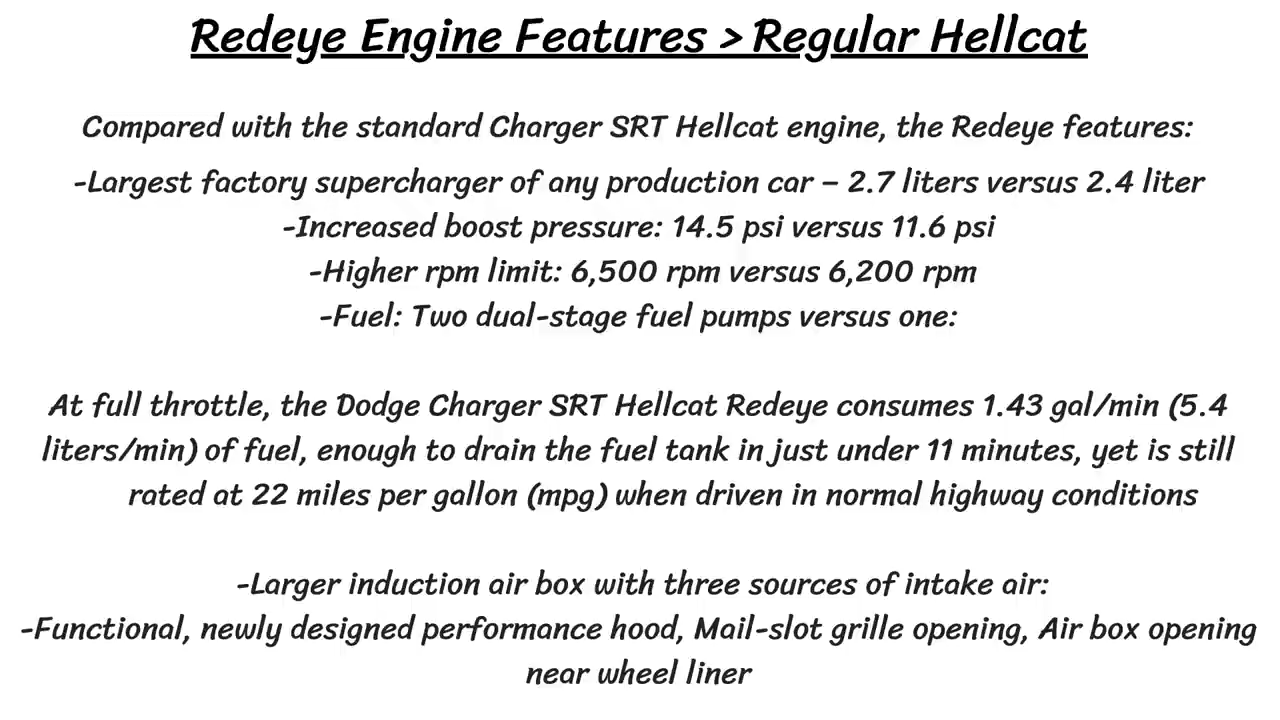 Redeye Engine Features > Regular Hellcat
Compared with the standard Charger SRT Hellcat engine, the Redeye features:
-Largest factory supercharger of any production car – 2.7 liters versus 2.4 liter
-Increased boost pressure: 14.5 psi versus 11.6 psi
-Higher rpm limit: 6,500 rpm versus 6,200 rpm
-Fuel: Two dual-stage fuel pumps versus one:
At full throttle, the Dodge Charger SRT Hellcat Redeye consumes 1.43 gal/min (5.4
liters/min) of fuel, enough to drain the fuel tank in just under 11 minutes, yet is still
rated at 22 miles per gallon (mpg) when driven in normal highway conditions
-Larger induction air box with three sources of intake air:
-Functional, newly designed performance hood, Mail-slot grille opening, Air box opening
near wheel liner